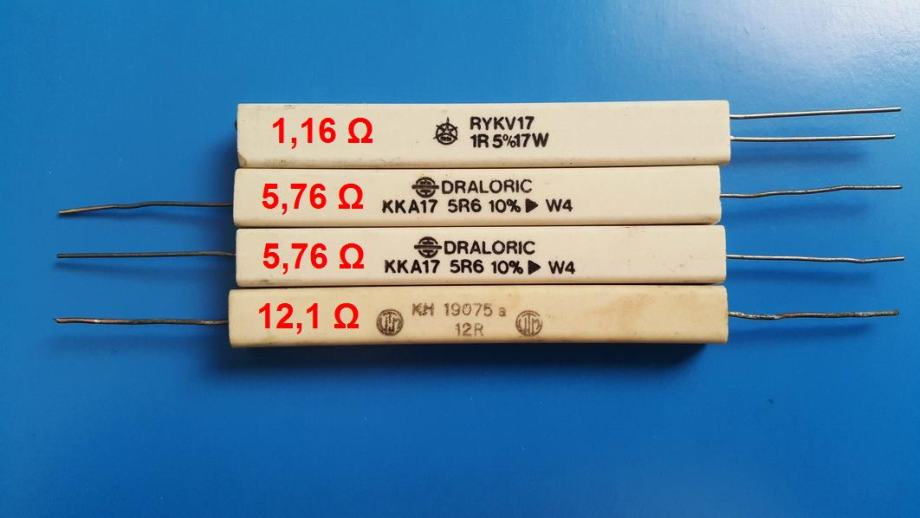 1,16 Ω
RYKV17
1R 5%17W
5,76 Ω
DRALORIC
KKA17 5R6 10% ▶ W4
5,76 Ω
DRALORIC
KKA17 5R6 10% ▶ W4
12,1 Ω
KH 19075 a
12R